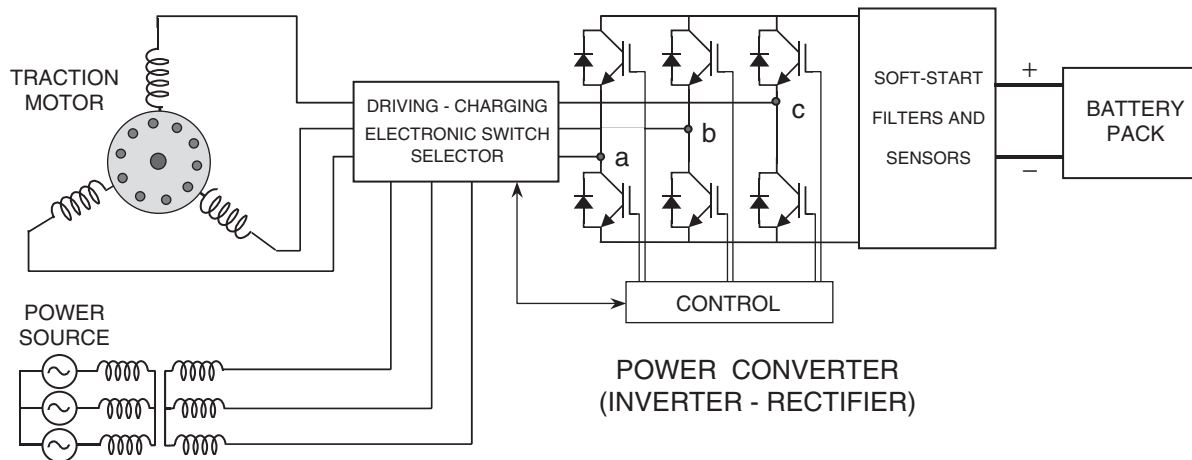 TRACTION
MOTOR
DRIVING - CHARGING
ELECTRONIC SWITCH
SELECTOR
a
b
c
SOFT-START
FILTERS AND
SENSORS
+
−
BATTERY
PACK
CONTROL
POWER
SOURCE
POWER CONVERTER
(INVERTER - RECTIFIER)